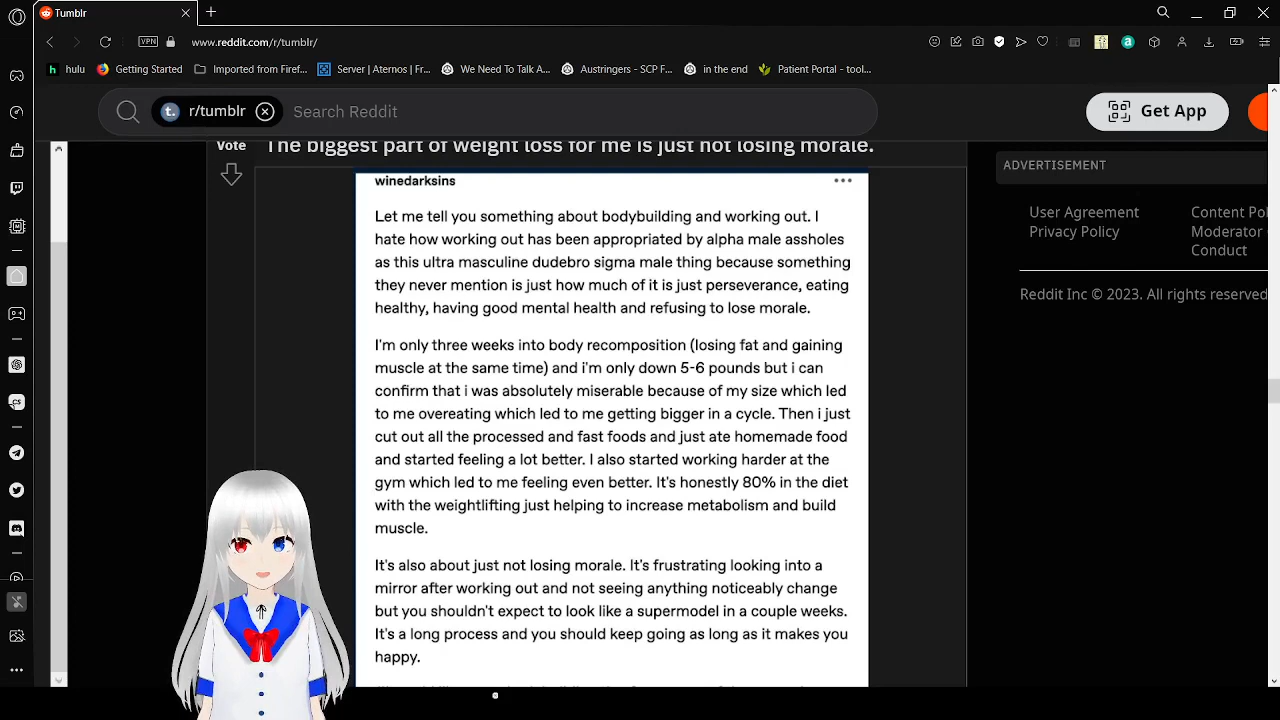 Tumblr
VPN
www.reddit.com/r/tumblr/
a
h hulu
Getting Started
Imported from Firef...
Server | Aternos | Fr...
We Need To Talk A...
Austringers - SCP F...
in the end
Patient Portal - tool...
t. r/tumblr
Search Reddit
Get App
Vote
The biggest part of weight loss for me is just not losing morale.
ADVERTISEMENT
winedarksins
Let me tell you something about bodybuilding and working out. I
hate how working out has been appropriated by alpha male assholes
as this ultra masculine dudebro sigma male thing because something
they never mention is just how much of it is just perseverance, eating
healthy, having good mental health and refusing to lose morale.
I'm only three weeks into body recomposition (losing fat and gaining
muscle at the same time) and i'm only down 5-6 pounds but i can
confirm that i was absolutely miserable because of my size which led
to me overeating which led to me getting bigger in a cycle. Then i just
cut out all the processed and fast foods and just ate homemade food
and started feeling a lot better. I also started working harder at the
gym which led to me feeling even better. It's honestly 80% in the diet
with the weightlifting just helping to increase metabolism and build
muscle.
It's also about just not losing morale. It's frustrating looking into a
mirror after working out and not seeing anything noticeably change
but you shouldn't expect to look like a supermodel in a couple weeks.
It's a long process and you should keep going as long as it makes you
happy.
User Agreement
Content Pol
Privacy Policy
Moderator
Conduct
Reddit Inc © 2023. All rights reserved